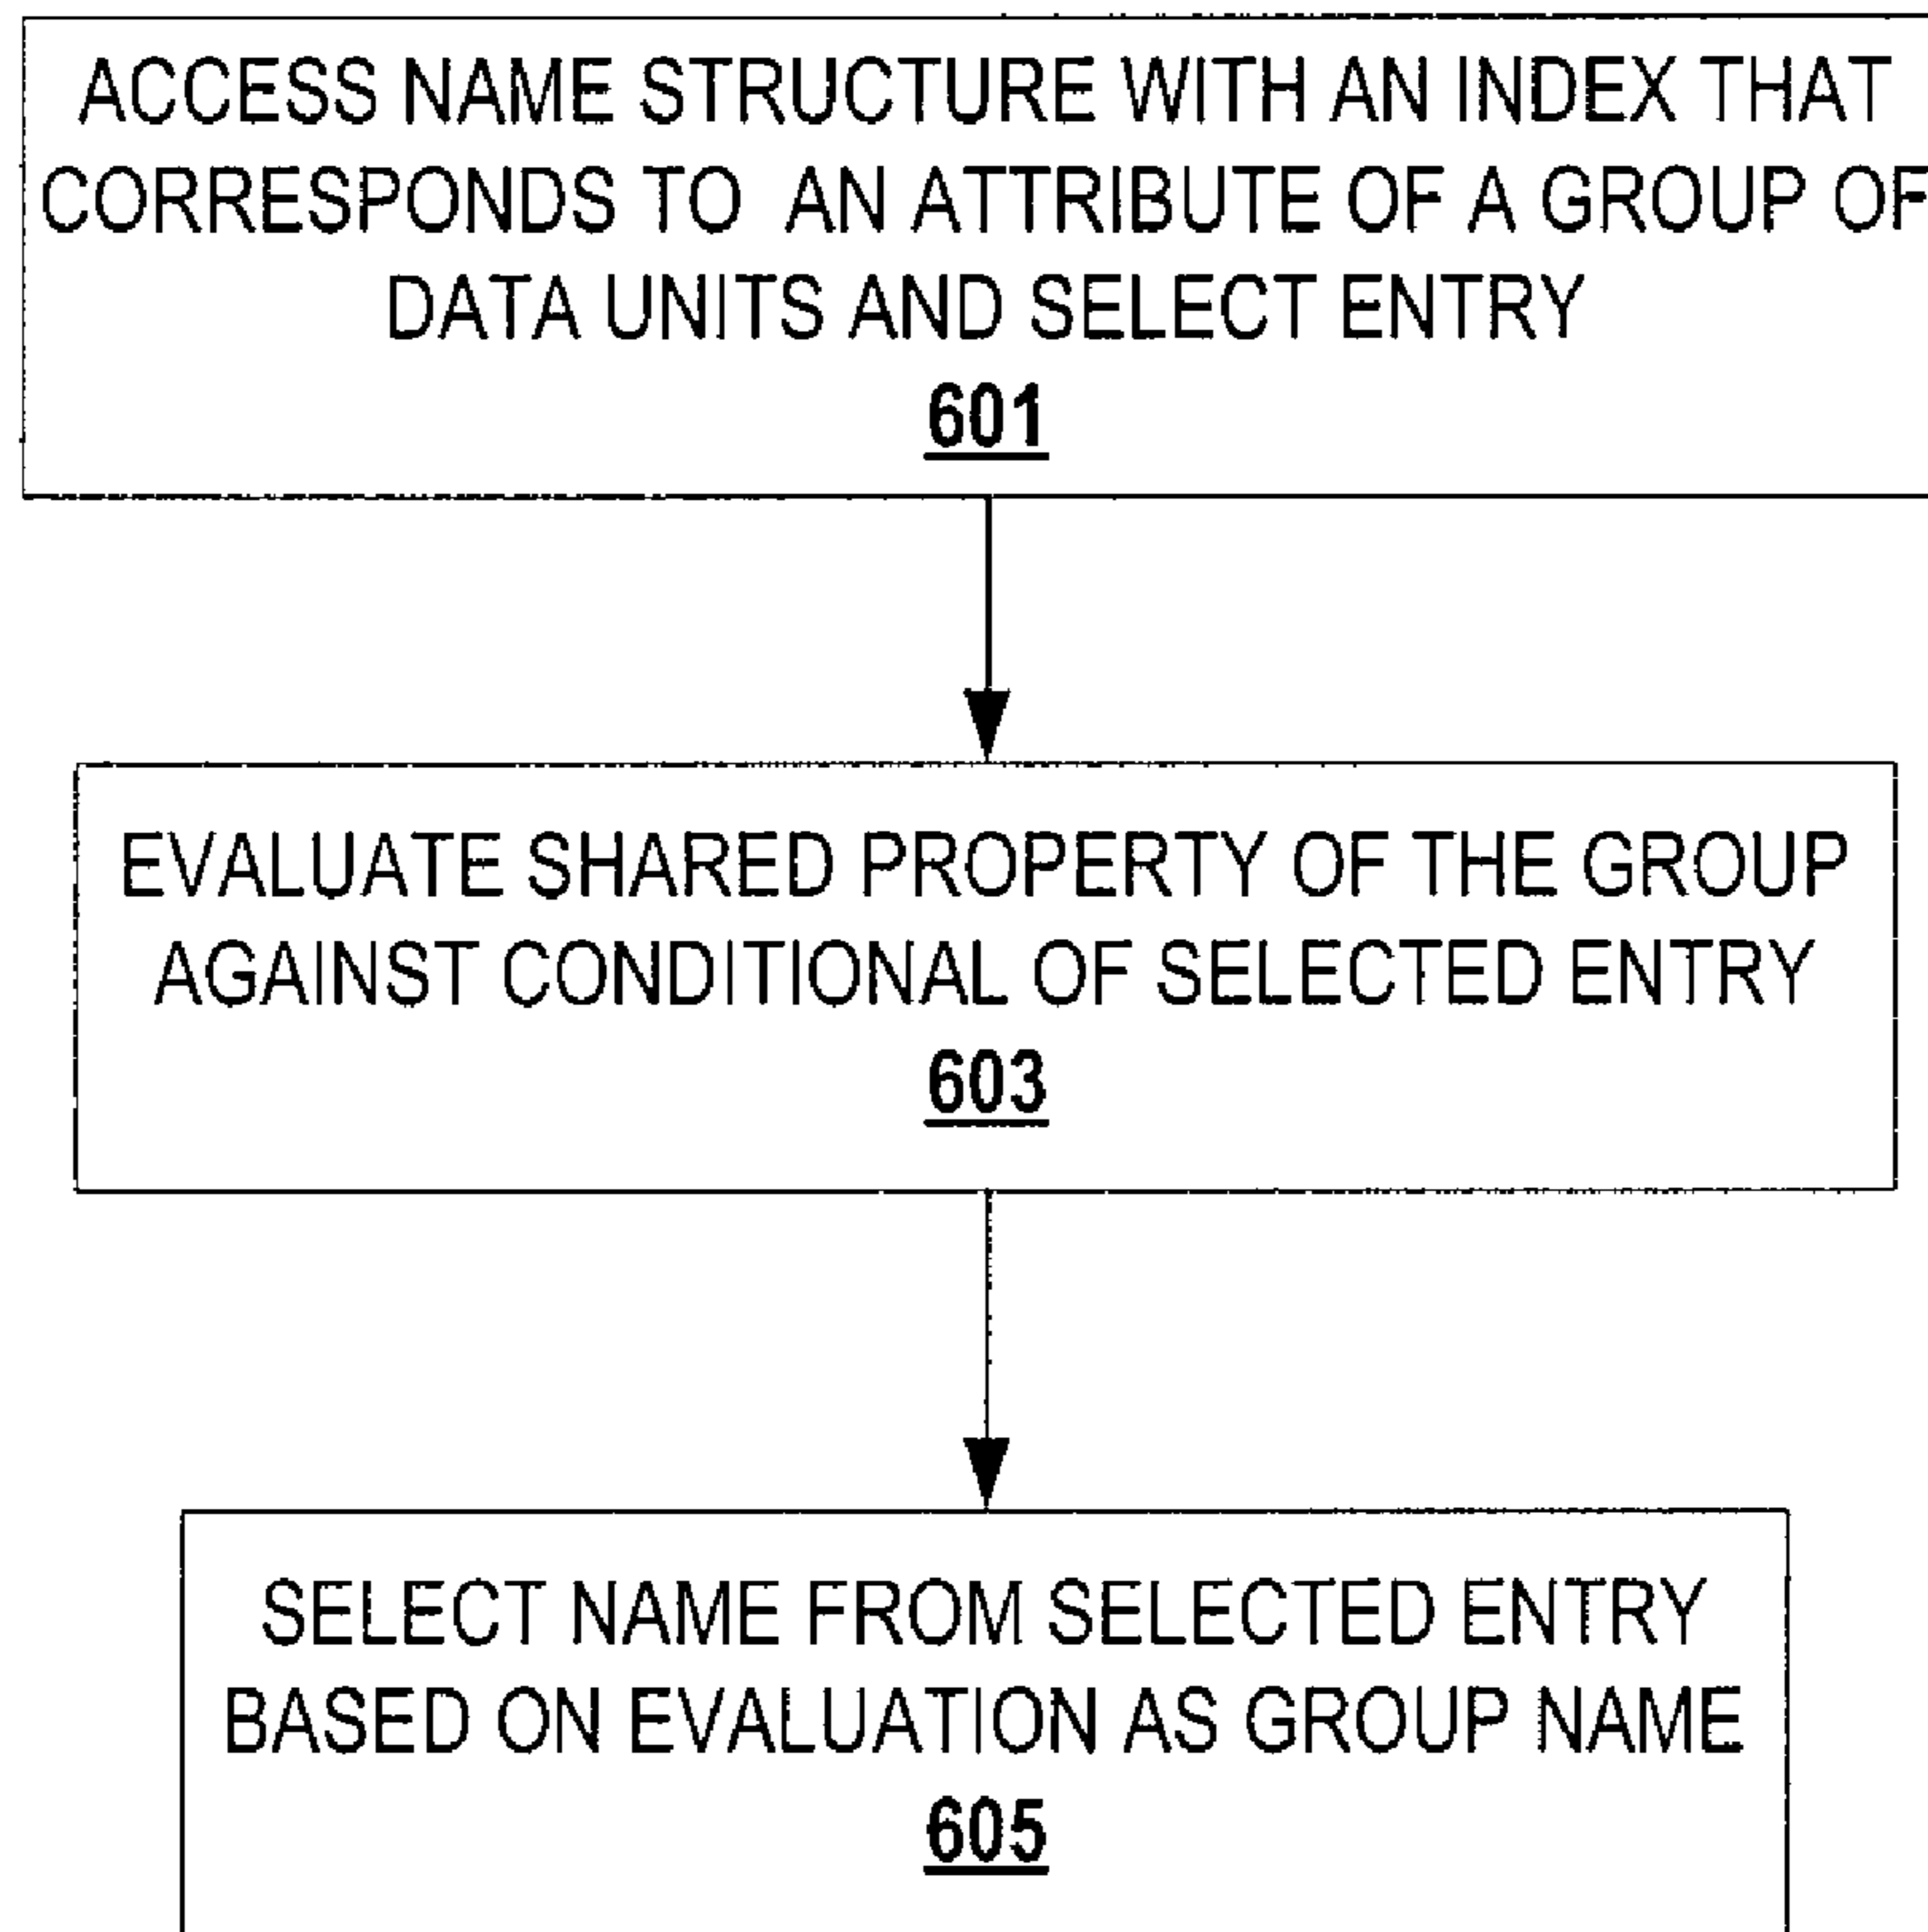 ACCESS NAME STRUCTURE WITH AN INDEX THAT
CORRESPONDS TO AN ATTRIBUTE OF A GROUP OF
DATA UNITS AND SELECT ENTRY
601
EVALUATE SHARED PROPERTY OF THE GROUP
AGAINST CONDITIONAL OF SELECTED ENTRY
603
SELECT NAME FROM SELECTED ENTRY
BASED ON EVALUATION AS GROUP NAME
605